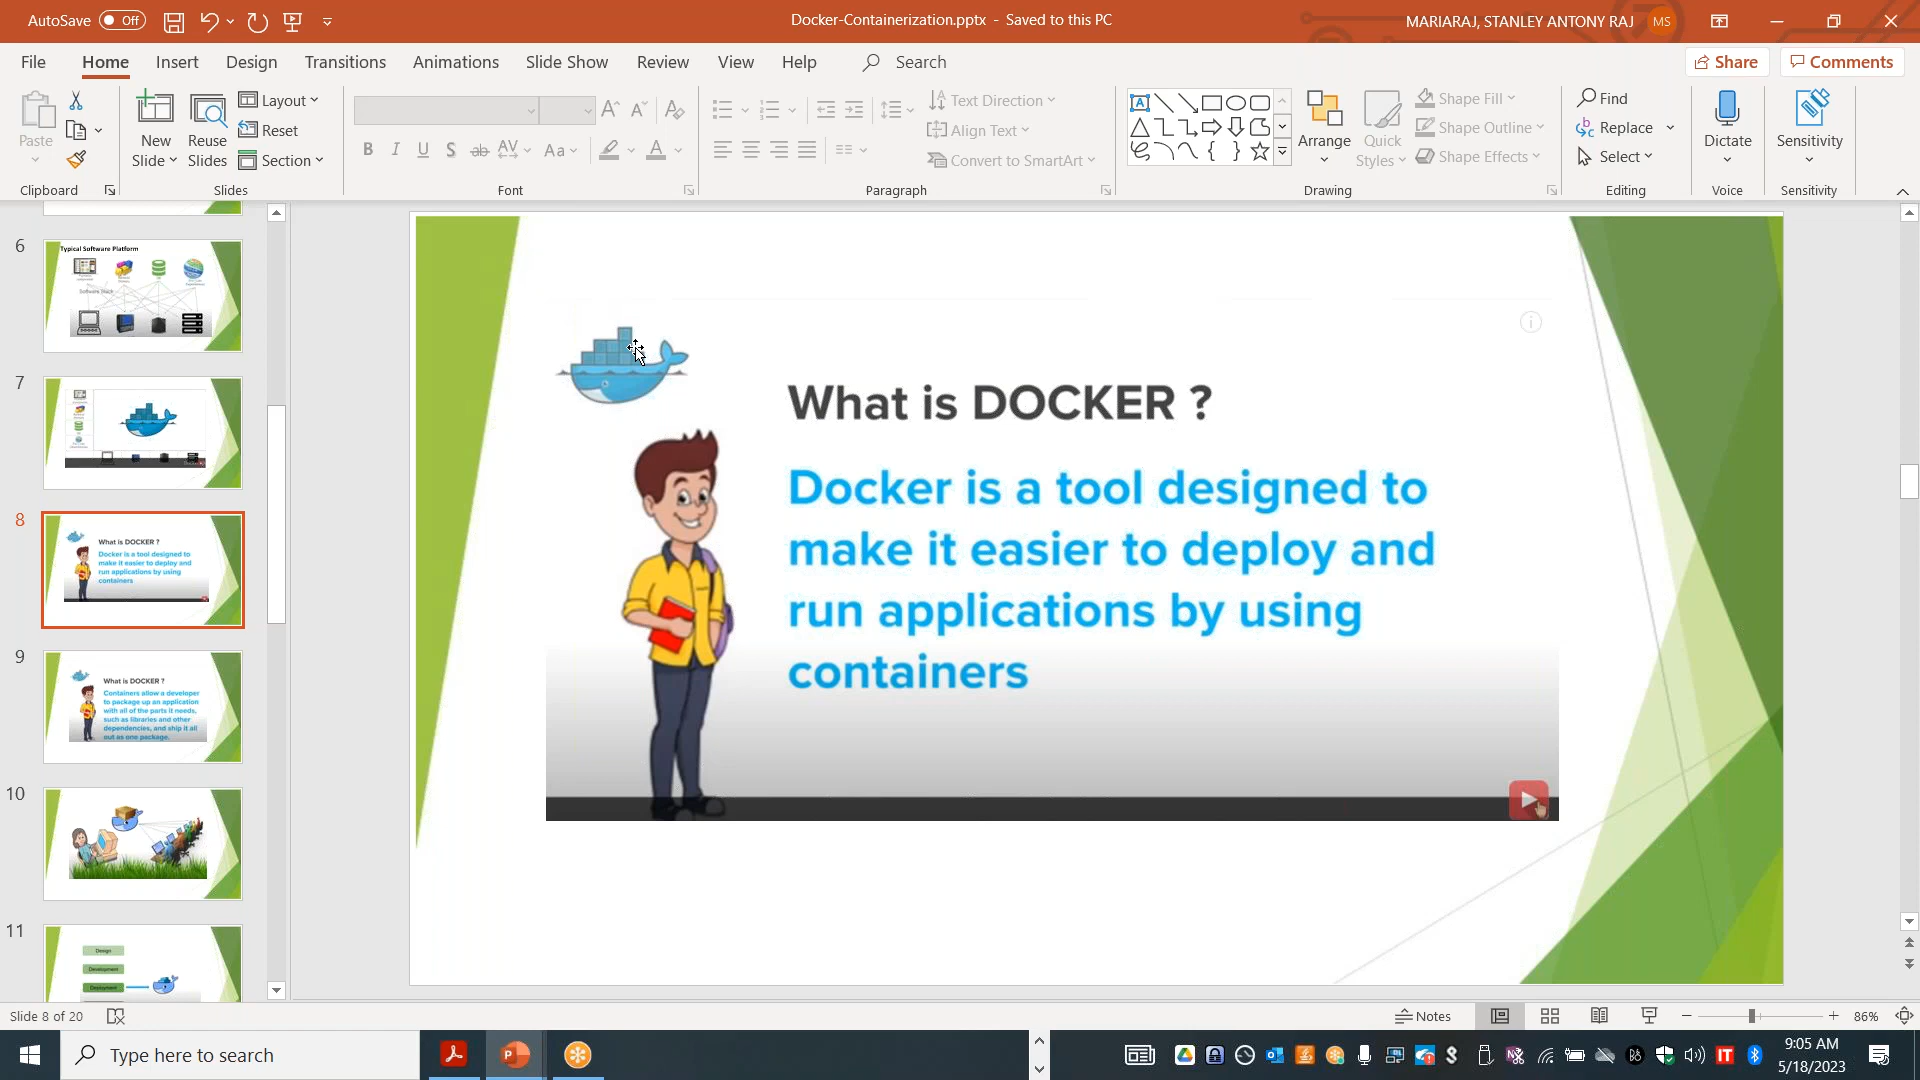 AutoSave Off
Docker-Containerization.pptx - Saved to this PC
MARIARAJ, STANLEY ANTONY RAJ MS
File Home Insert Design Transitions Animations Slide Show Review View Help Search
Share Comments
Paste
New Slide
Reuse Slides
Layout
Reset
Section
B I U S ab AV Aa A
Text Direction
Align Text
Convert to SmartArt
Arrange
Quick Styles
Shape Fill
Shape Outline
Shape Effects
Find
Replace
Select
Dictate
Sensitivity
Clipboard Slides Font Paragraph Drawing Editing Voice Sensitivity
6
Typical Software Platform
7
8
What is DOCKER ?
Docker is a tool designed to
make it easier to deploy and
run applications by using
containers
9
What is DOCKER ?
Containers allow a developer
to package up an application
with all of the parts it needs,
such as libraries and other
dependencies, and ship it all
out as one package.
10
11
Design
Development
Deployment
What is DOCKER ?
Docker is a tool designed to
make it easier to deploy and
run applications by using
containers
Slide 8 of 20
Notes
86%
Type here to search
9:05 AM
5/18/2023